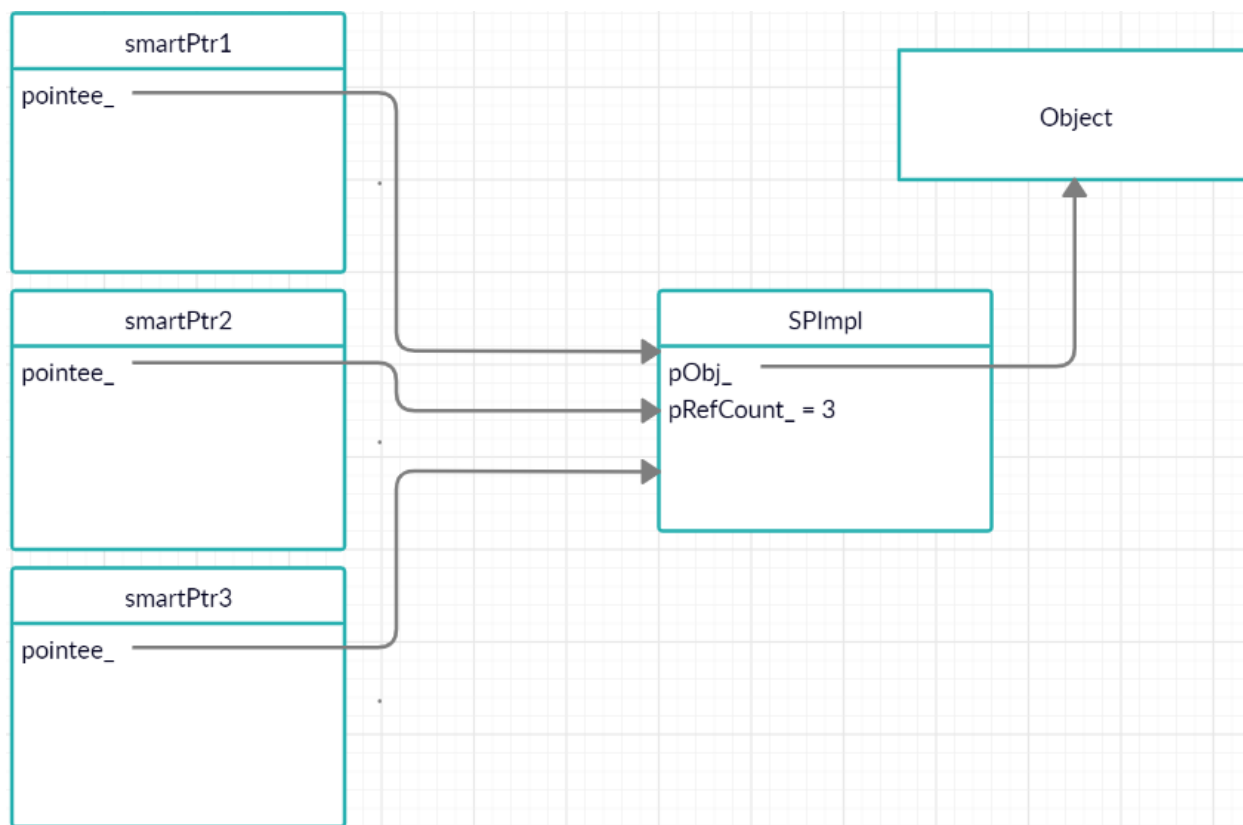 smartPtr1
pointee_
Object
smartPtr2
pointee_
SPImpl
pObj_
pRefCount_ = 3
smartPtr3
pointee_